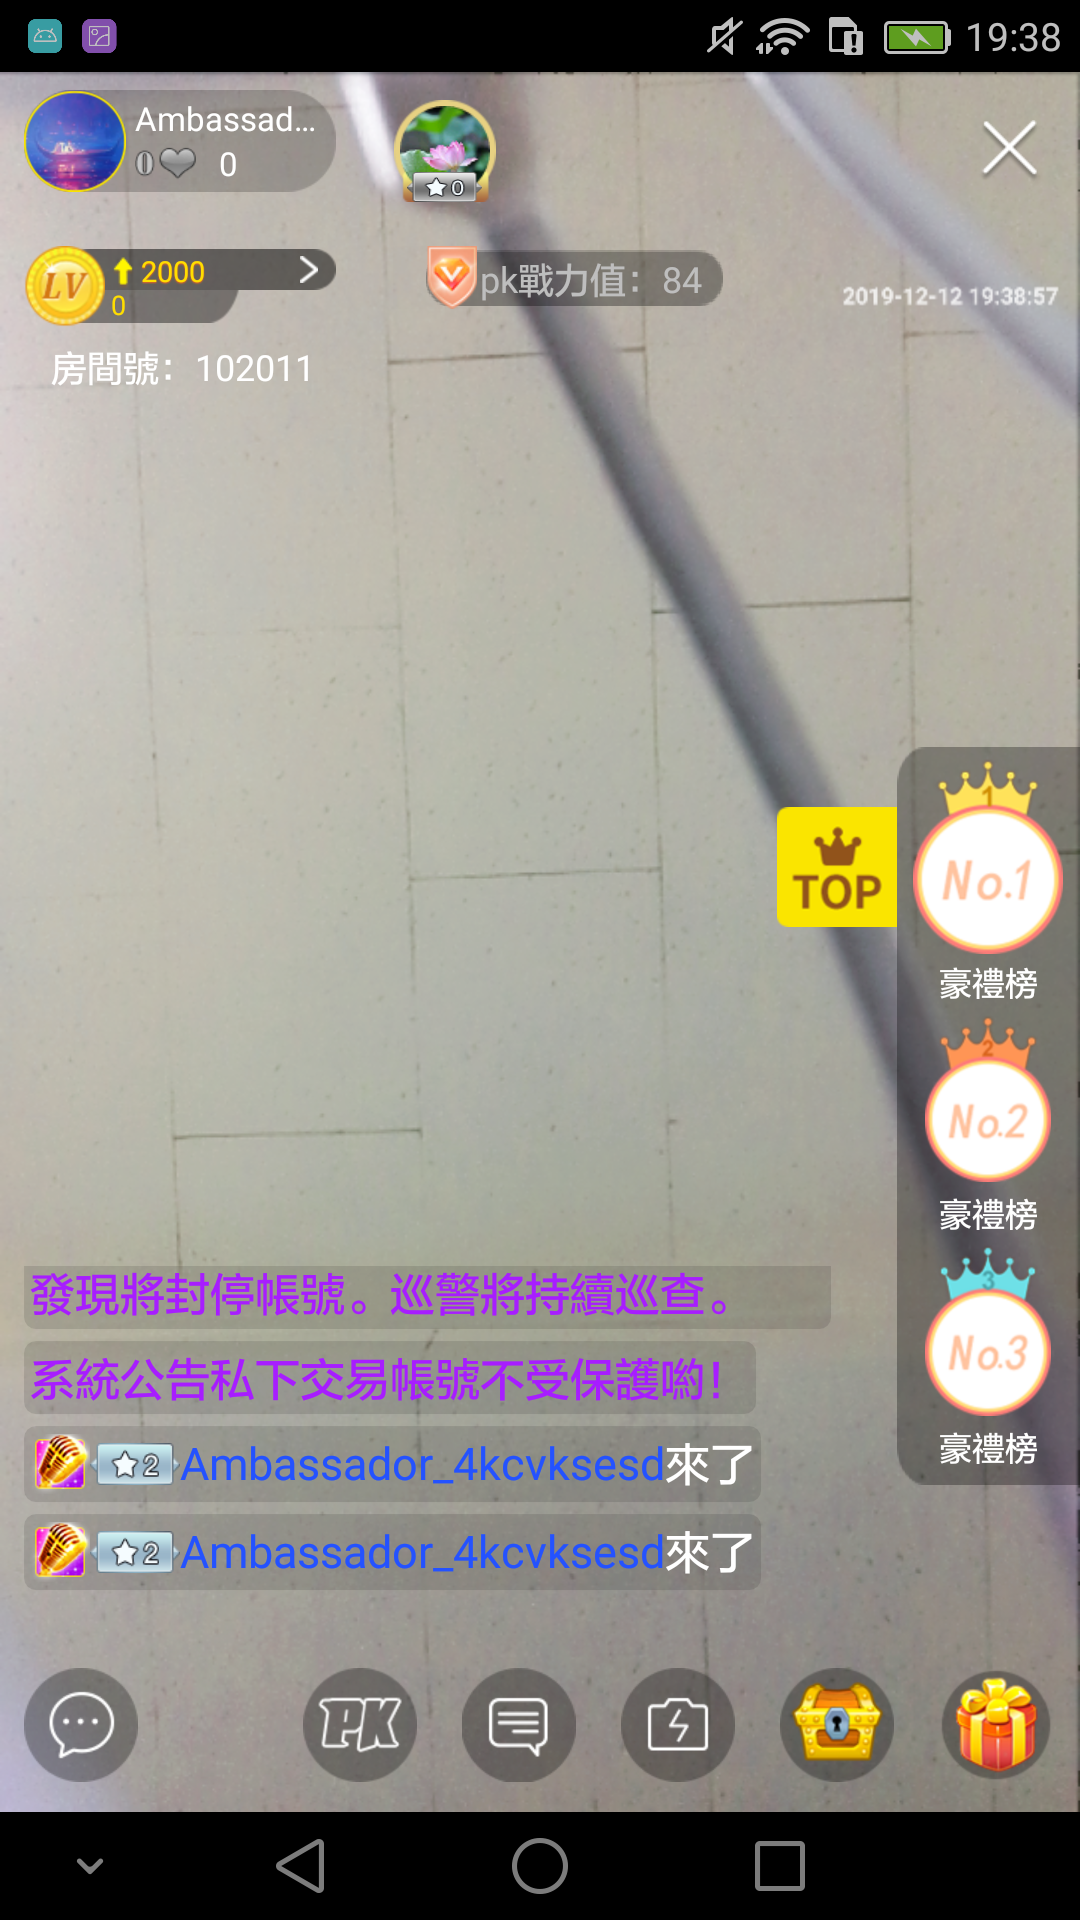 19:38
Ambassad...
0 0
0
LV 2000
0
pk戰力值：84
2019-12-12 19:38:57
房間號：102011
1
TOP
No.1
豪禮榜
2
No.2
豪禮榜
3
No.3
豪禮榜
發現將封停帳號。巡警將持續巡查。
系統公告私下交易帳號不受保護喲！
2 Ambassador_4kcvksesd來了
2 Ambassador_4kcvksesd來了
PK